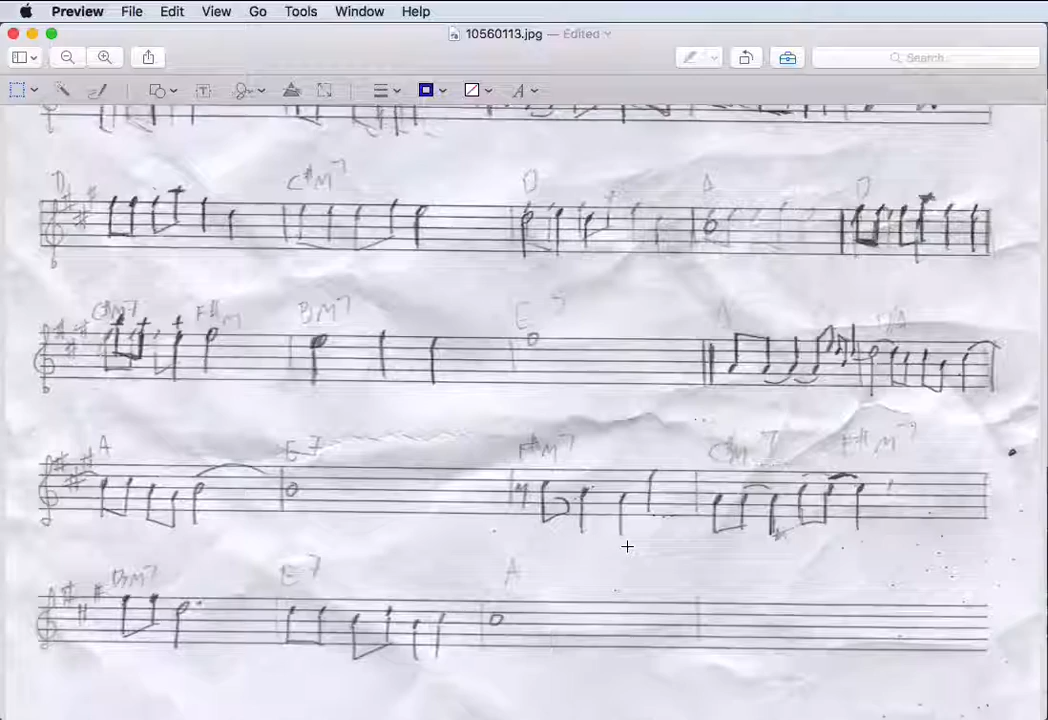 Preview File Edit View Go Tools Window Help
10560113.jpg — Edited
Search
D C#M7 D A D
C#M7 F#M BM7 E7 A
A E7 F#M7 C#M7 F#M7
BM7 E7 A